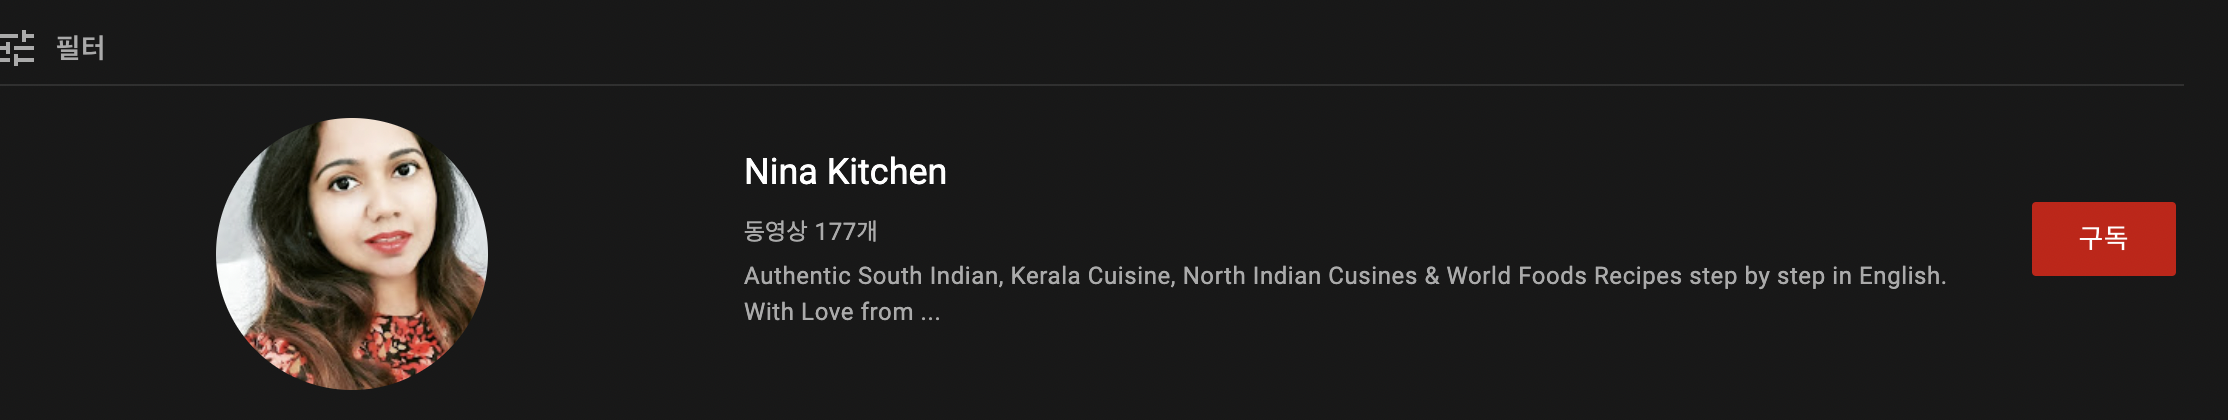 필터
Nina Kitchen
동영상 177개
Authentic South Indian, Kerala Cuisine, North Indian Cusines & World Foods Recipes step by step in English.
With Love from ...
구독